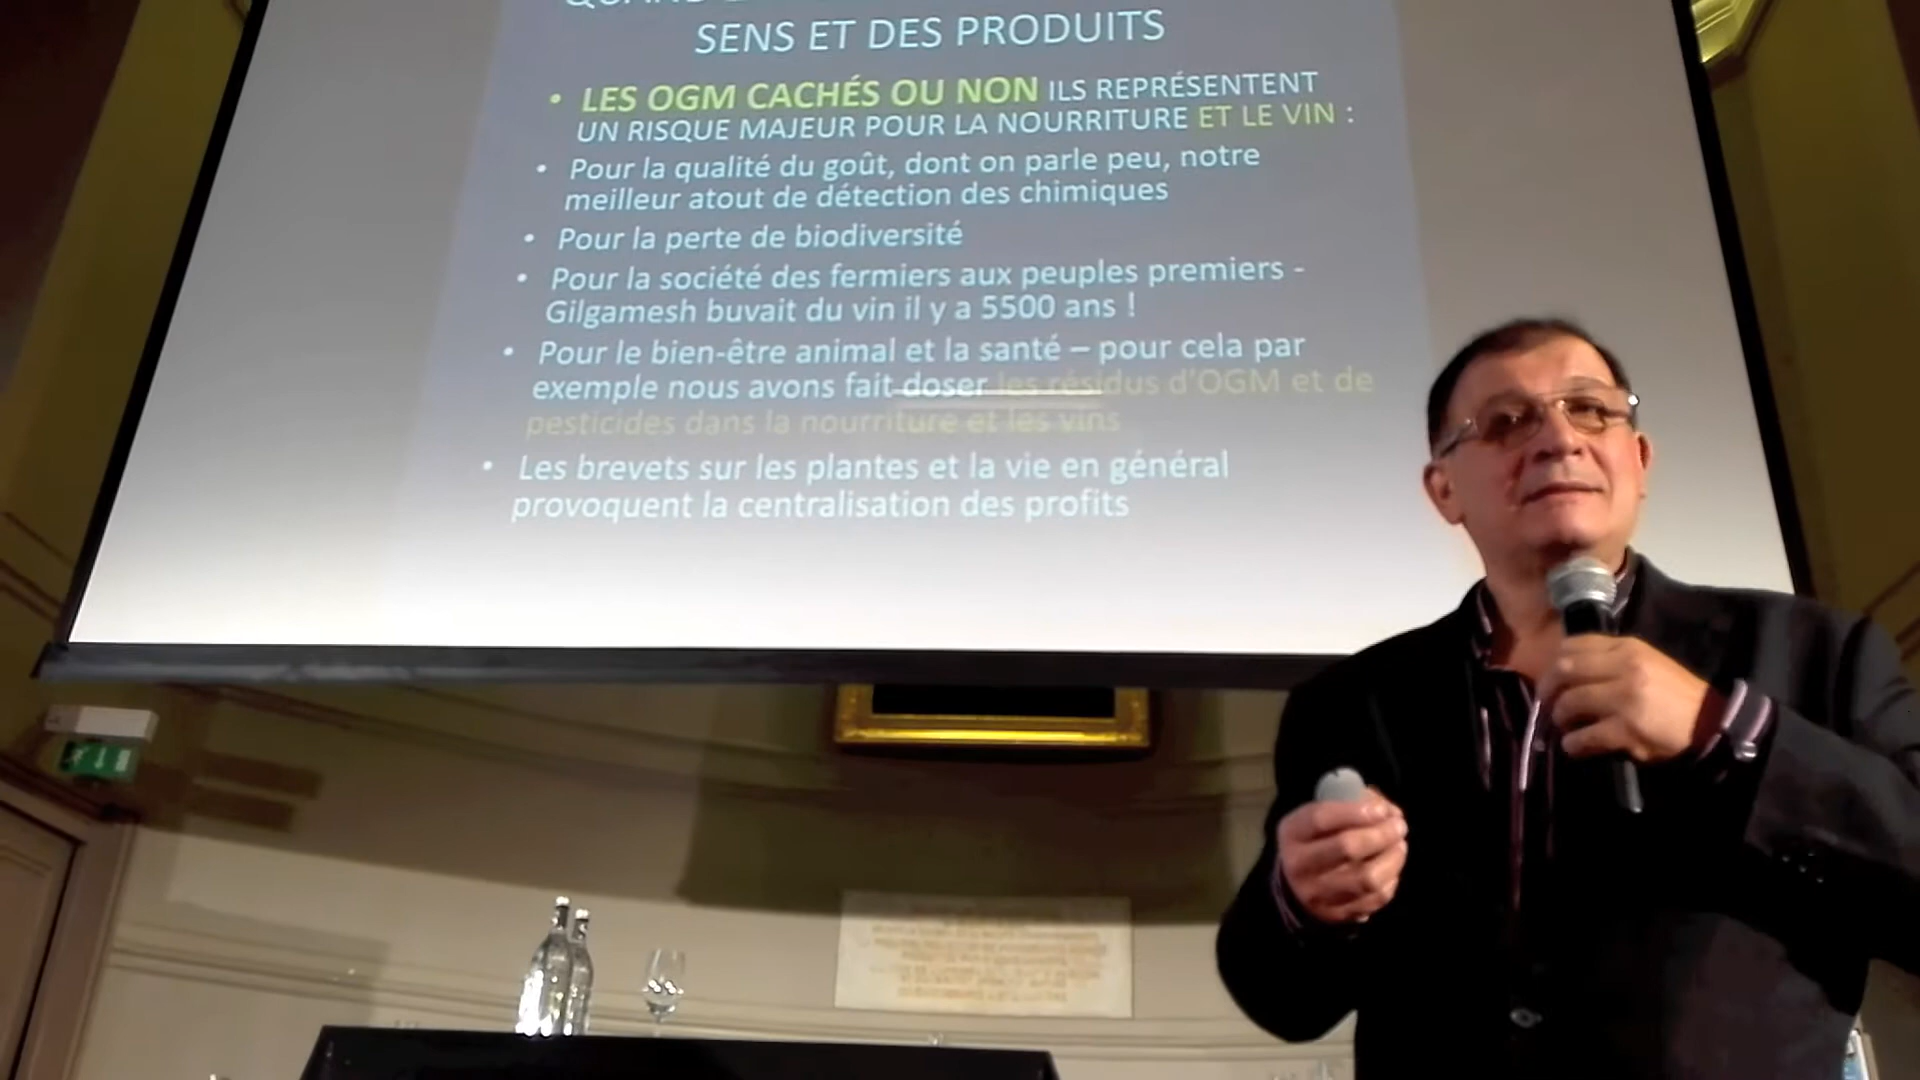 SENS ET DES PRODUITS
• LES OGM CACHÉS OU NON ILS REPRÉSENTENT
UN RISQUE MAJEUR POUR LA NOURRITURE ET LE VIN :
• Pour la qualité du goût, dont on parle peu, notre
meilleur atout de détection des chimiques
• Pour la perte de biodiversité
• Pour la société des fermiers aux peuples premiers -
Gilgamesh buvait du vin il y a 5500 ans !
• Pour le bien-être animal et la santé – pour cela par
exemple nous avons fait doser les résidus d'OGM et de
pesticides dans la nourriture et les vins
• Les brevets sur les plantes et la vie en général
provoquent la centralisation des profits